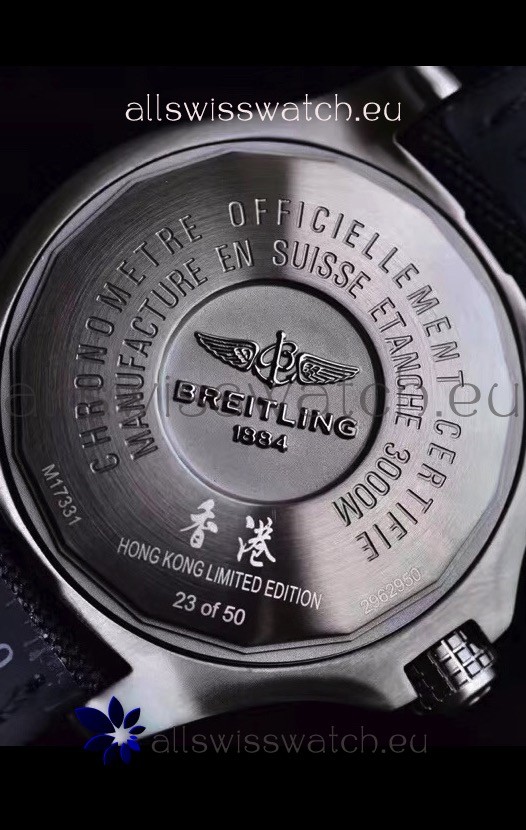 allswisswatch.eu
CHRONOMETRE OFFICIELLEMENT CERTIFIE
MANUFACTURE EN SUISSE ETANCHE 3000M
BREITLING
1884
allswisswatch.eu
M17331
香港
HONG KONG LIMITED EDITION
23 of 50
2962950
allswisswatch.eu